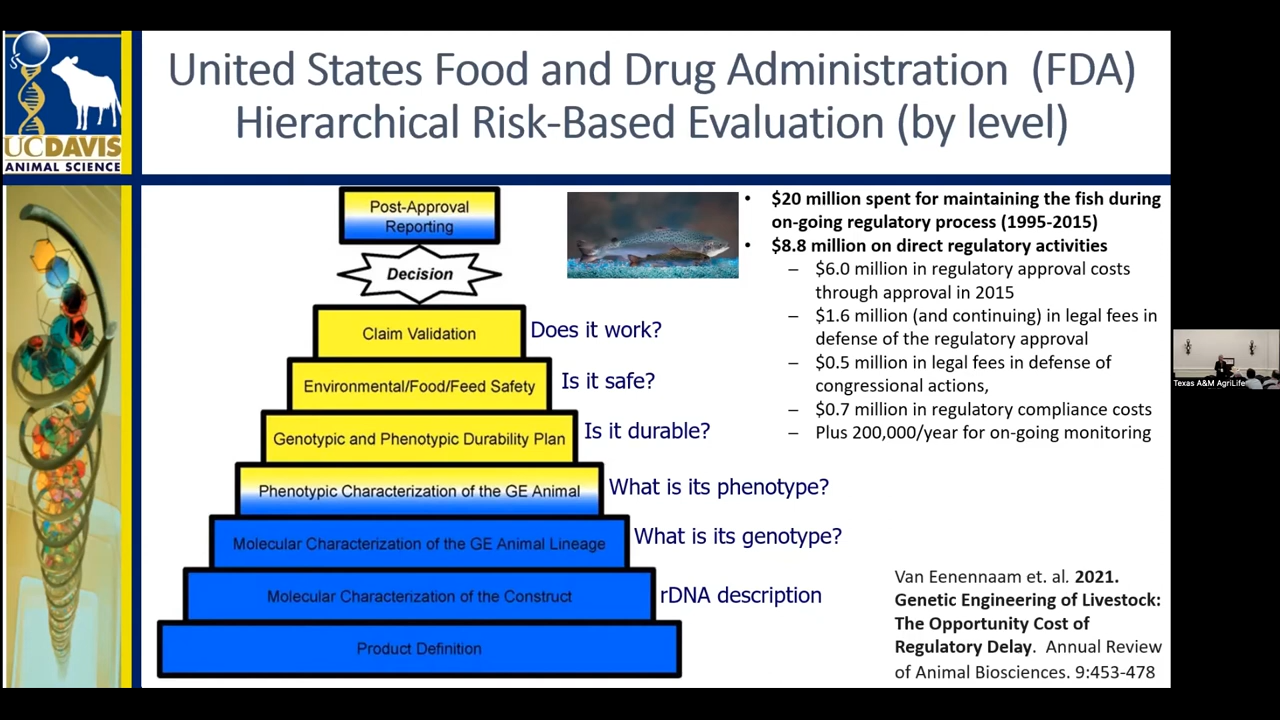 United States Food and Drug Administration (FDA)
Hierarchical Risk-Based Evaluation (by level)
UCDAVIS
ANIMAL SCIENCE
Post-Approval
Reporting
Decision
Claim Validation
Does it work?
Environmental/Food/Feed Safety
Is it safe?
Genotypic and Phenotypic Durability Plan
Is it durable?
Phenotypic Characterization of the GE Animal
What is its phenotype?
Molecular Characterization of the GE Animal Lineage
What is its genotype?
Molecular Characterization of the Construct
rDNA description
Product Definition
• $20 million spent for maintaining the fish during
on-going regulatory process (1995-2015)
• $8.8 million on direct regulatory activities
– $6.0 million in regulatory approval costs
through approval in 2015
– $1.6 million (and continuing) in legal fees in
defense of the regulatory approval
– $0.5 million in legal fees in defense of
congressional actions,
– $0.7 million in regulatory compliance costs
– Plus 200,000/year for on-going monitoring
Van Eenennaam et. al. 2021.
Genetic Engineering of Livestock:
The Opportunity Cost of
Regulatory Delay. Annual Review
of Animal Biosciences. 9:453-478
Texas A&M AgriLife